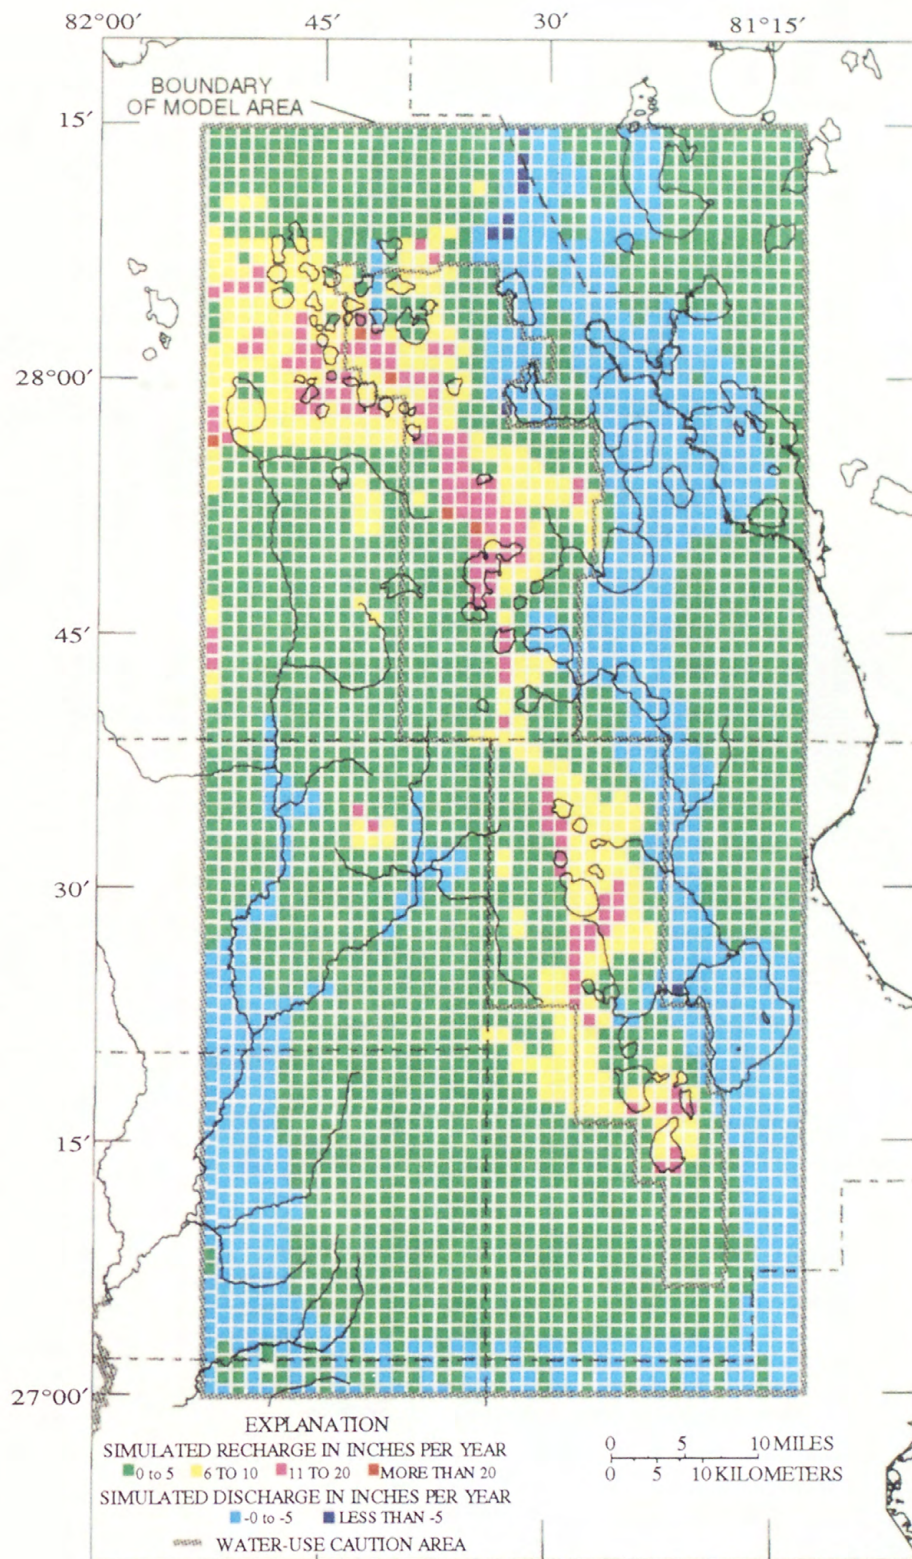 82°00′ 45′ 30′ 81°15′
BOUNDARY
OF MODEL AREA
15′
28°00′
45′
30′
15′
27°00′
EXPLANATION
SIMULATED RECHARGE IN INCHES PER YEAR
0 to 5 6 TO 10 11 TO 20 MORE THAN 20
SIMULATED DISCHARGE IN INCHES PER YEAR
-0 to -5 LESS THAN -5
WATER-USE CAUTION AREA
0 5 10 MILES
0 5 10 KILOMETERS